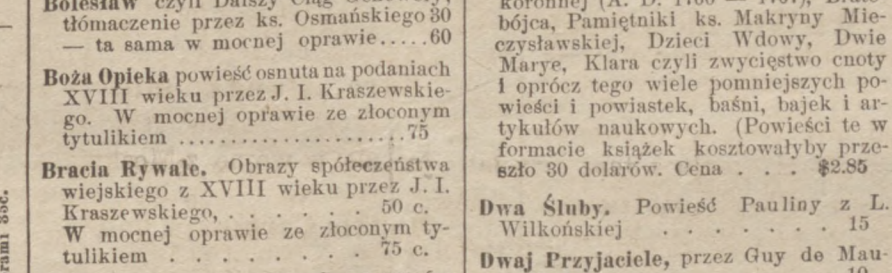 Bolesław czyli Dalszy Ciąg Genowefy,
tłómaczenie przez ks. Osmańskiego 30
— ta sama w mocnej oprawie.....60
Boża Opieka powieść osnuta na podaniach
XVIII wieku przez J. I. Kraszewskie-
go. W mocnej oprawie ze złoconym
tytulikiem ....................75
Bracia Rywale. Obrazy społeczeństwa
wiejskiego z XVIII wieku przez J. I.
Kraszewskiego, . . . . . . 50 c.
W mocnej oprawie ze złoconym ty-
tulikiem . . . . . . . 75 c.
bójca, Pamiętniki ks. Makryny Mie-
czysławskiej, Dzieci Wdowy, Dwie
Marye, Klara czyli zwycięstwo cnoty
i oprócz tego wiele pomniejszych po-
wieści i powiastek, baśni, bajek i ar-
tykułów naukowych. (Powieści te w
formacie książek kosztowałyby prze-
szło 30 dolarów. Cena . . . $2.85
Dwa Śluby. Powieść Pauliny z L.
Wilkońskiej . . . . . . . 15
Dwaj Przyjaciele, przez Guy de Mau-